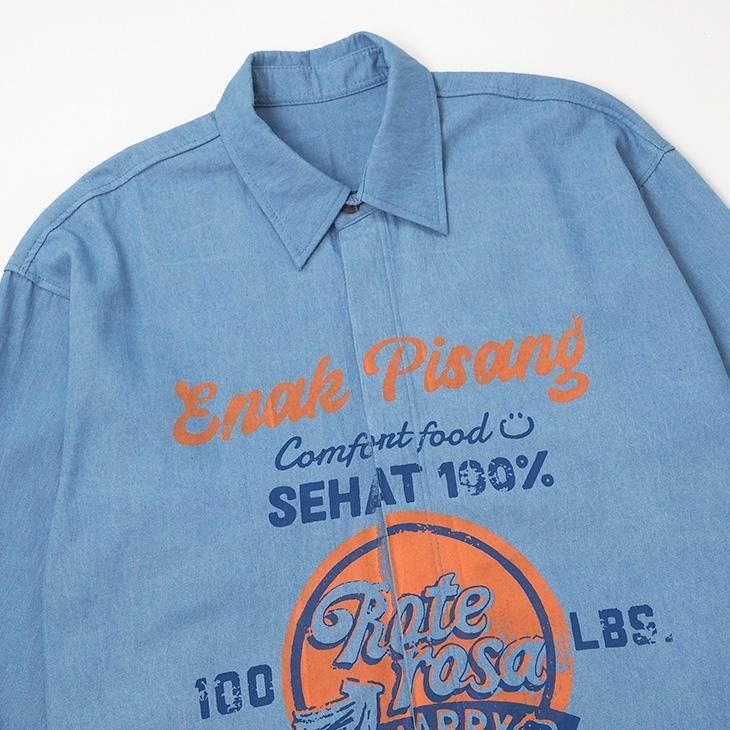 Enak Pisang
Comfort food
SEHAT 100%
Rote
rosa
100 LBS.